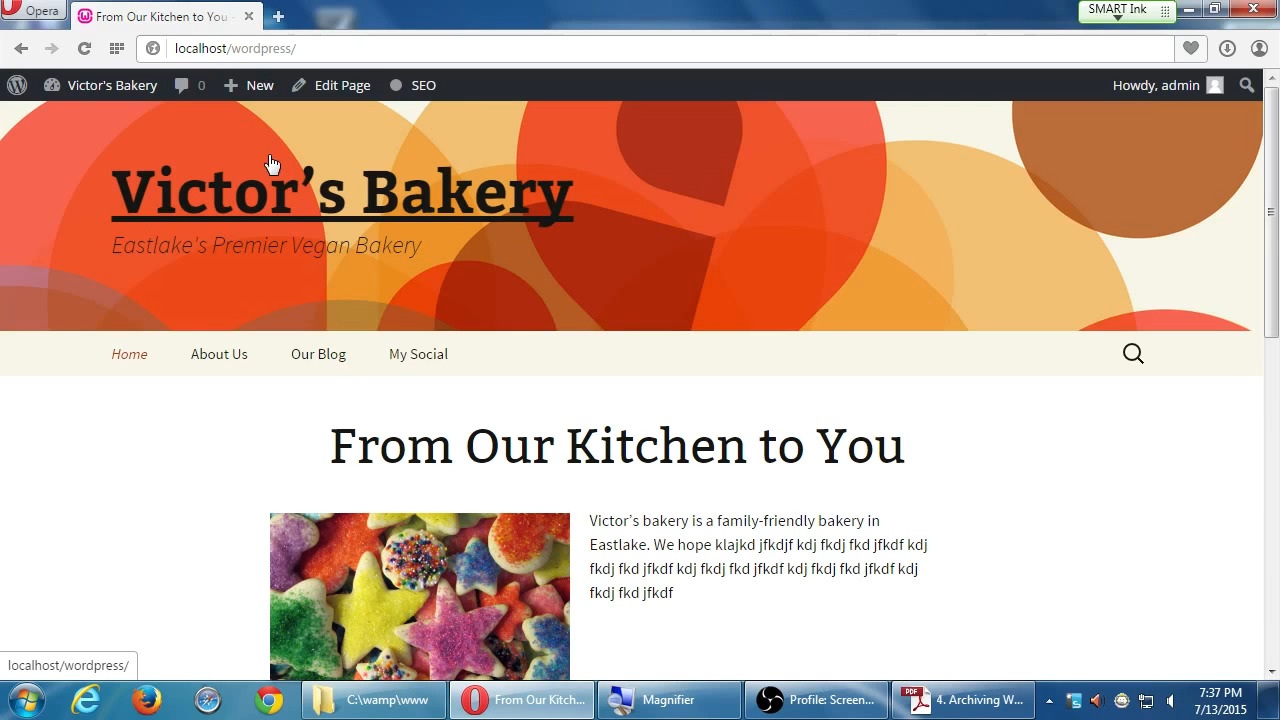 Opera
From Our Kitchen to You -
SMART Ink
localhost/wordpress/
Victor's Bakery
0
New
Edit Page
SEO
Howdy, admin
Victor's Bakery
Eastlake's Premier Vegan Bakery
Home
About Us
Our Blog
My Social
From Our Kitchen to You
Victor's bakery is a family-friendly bakery in
Eastlake. We hope klajkd jfkdjf kdj fkdj fkd jfkdf kdj
fkdj fkd jfkdf kdj fkdj fkd jfkdf kdj fkdj fkd jfkdf kdj
fkdj fkd jfkdf
localhost/wordpress/
C:\wamp\www
From Our Kitch...
Magnifier
Profile: Screen...
PDF
4. Archiving W...
7:37 PM
7/13/2015